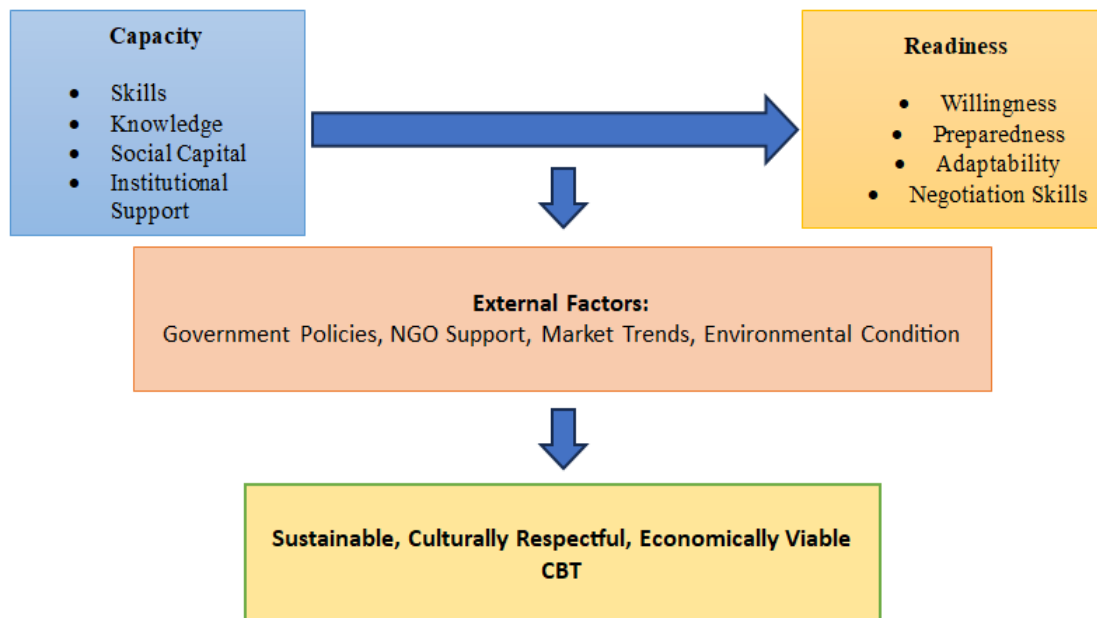 Capacity
• Skills
• Knowledge
• Social Capital
• Institutional
Support
Readiness
• Willingness
• Preparedness
• Adaptability
• Negotiation Skills
External Factors:
Government Policies, NGO Support, Market Trends, Environmental Condition
Sustainable, Culturally Respectful, Economically Viable
CBT